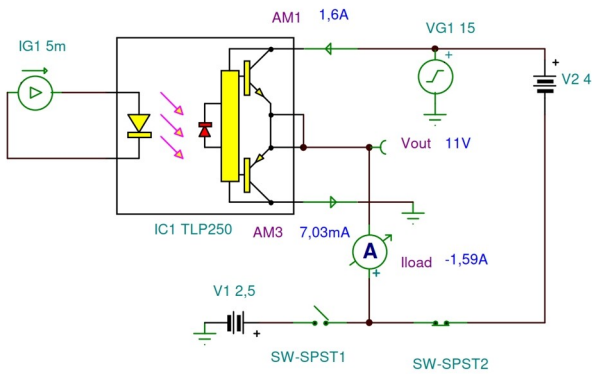 AM1 1,6A
VG1 15
IG1 5m
+
+
V2 4
Vout 11V
IC1 TLP250
AM3 7,03mA
A
+
Iload -1,59A
V1 2,5
+
SW-SPST1
SW-SPST2